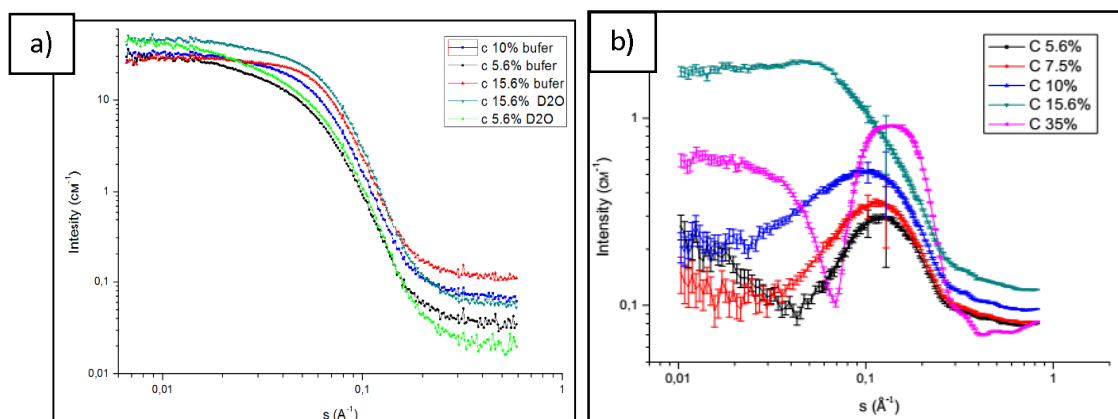 a)
c 10% bufer
c 5.6% bufer
c 15.6% bufer
c 15.6% D2O
c 5.6% D2O
10
1
0,1
0,01
0,01
0,1
1
Intesity (см⁻¹)
s (A⁻¹)
b)
C 5.6%
C 7.5%
C 10%
C 15.6%
C 35%
1
0,1
0,01
0,1
1
Intensity (см⁻¹)
s (Å⁻¹)